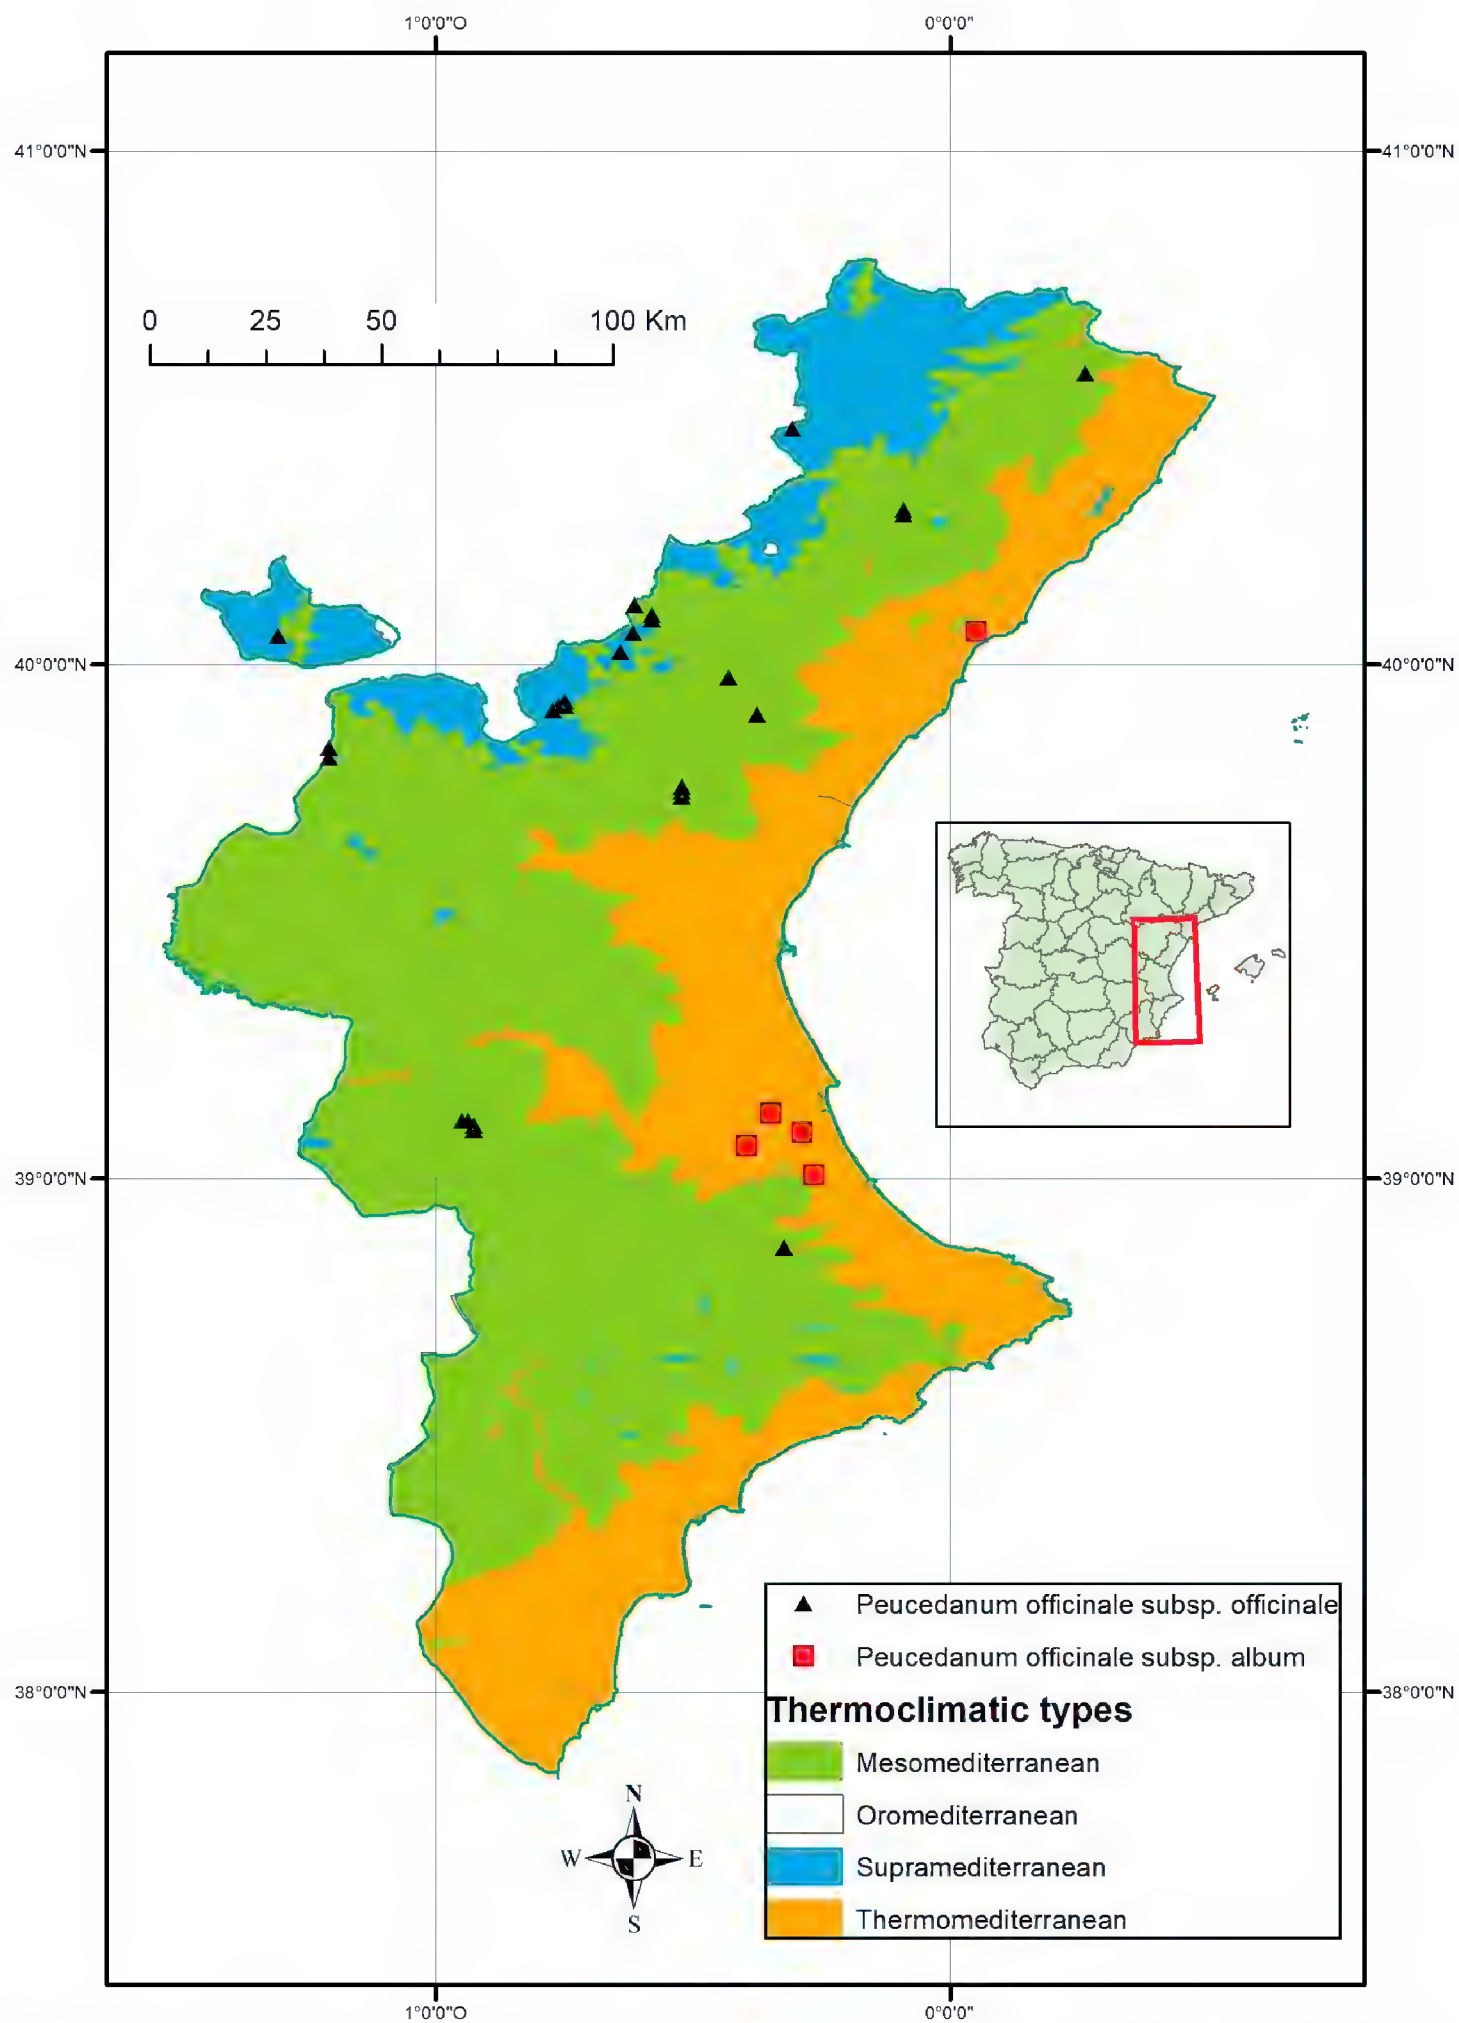 1°0'0"O 0°0'0"
41°0'0"N 41°0'0"N
0 25 50 100 Km
40°0'0"N 40°0'0"N
39°0'0"N 39°0'0"N
Peucedanum officinale subsp. officinale
Peucedanum officinale subsp. album
38°0'0"N 38°0'0"N
Thermoclimatic types
Mesomediterranean
Oromediterranean
Supramediterranean
Thermomediterranean
N
W E
S
1°0'0"O 0°0'0"